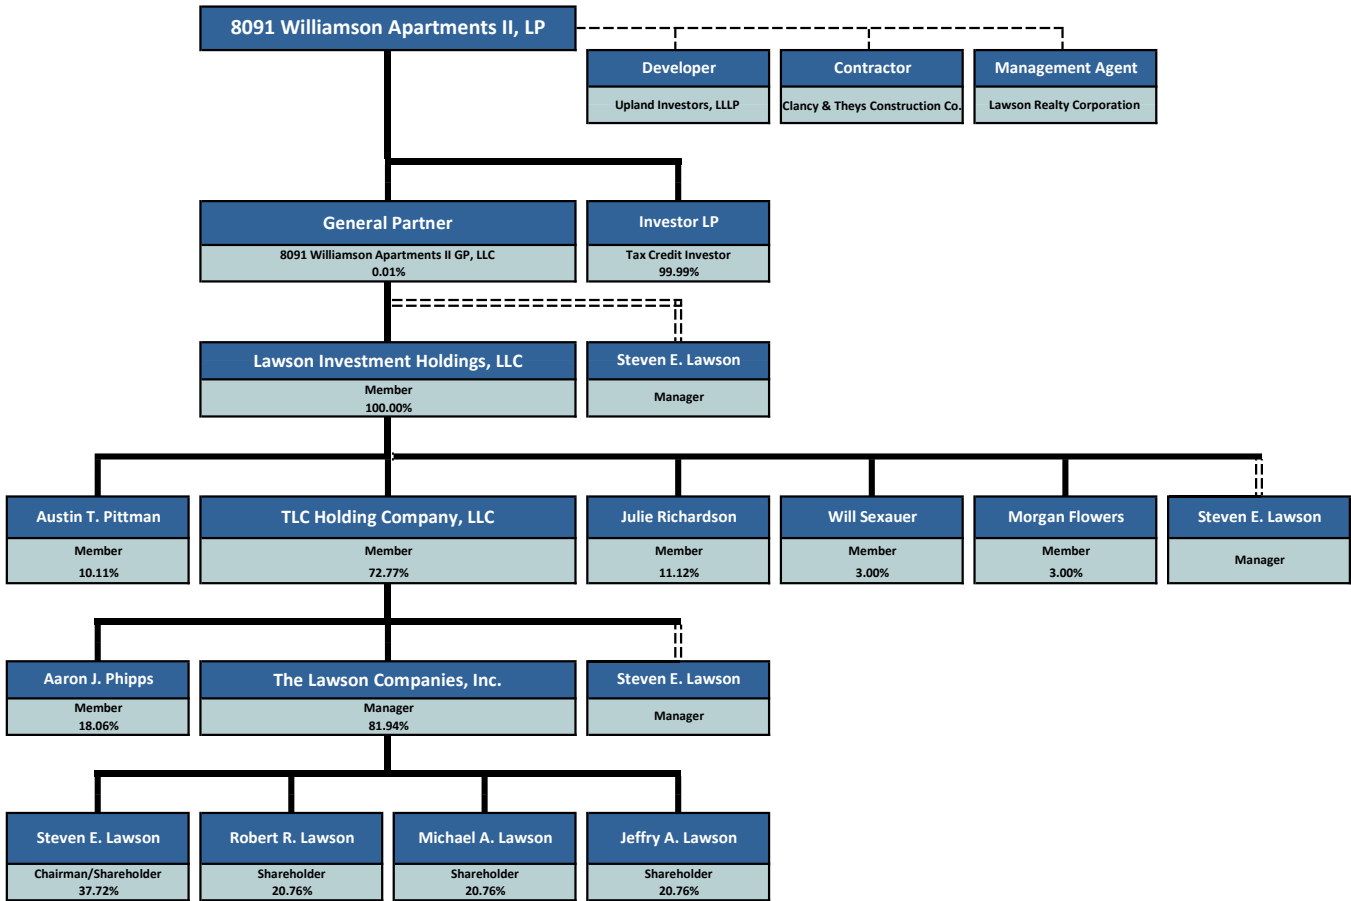 8091 Williamson Apartments II, LP
Developer
Upland Investors, LLLP
Contractor
Clancy & Theys Construction Co.
Management Agent
Lawson Realty Corporation
General Partner
8091 Williamson Apartments II GP, LLC
0.01%
Investor LP
Tax Credit Investor
99.99%
Lawson Investment Holdings, LLC
Member
100.00%
Steven E. Lawson
Manager
Austin T. Pittman
Member
10.11%
TLC Holding Company, LLC
Member
72.77%
Julie Richardson
Member
11.12%
Will Sexauer
Member
3.00%
Morgan Flowers
Member
3.00%
Steven E. Lawson
Manager
Aaron J. Phipps
Member
18.06%
The Lawson Companies, Inc.
Manager
81.94%
Steven E. Lawson
Manager
Steven E. Lawson
Chairman/Shareholder
37.72%
Robert R. Lawson
Shareholder
20.76%
Michael A. Lawson
Shareholder
20.76%
Jeffry A. Lawson
Shareholder
20.76%